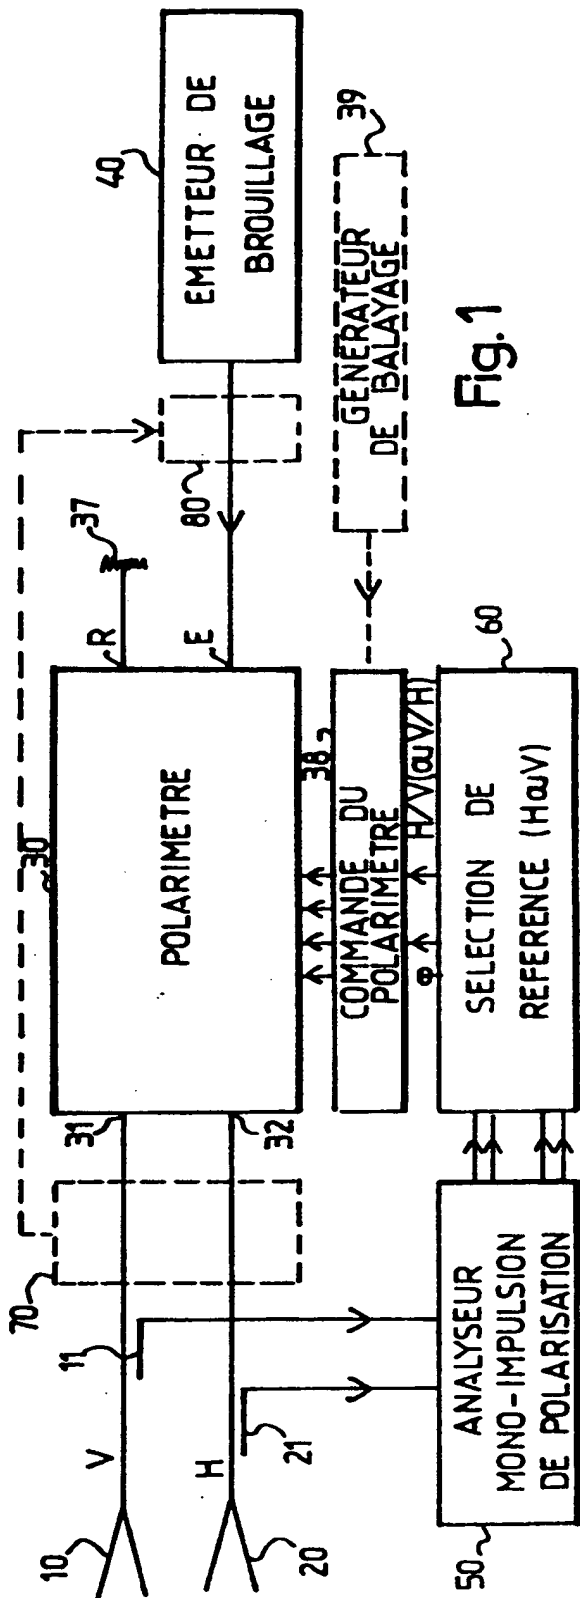 10
V
11
70
31
30
POLARIMETRE
R
37
E
80
40
EMETTEUR DE
BROUILLAGE
20
H
21
32
38
COMMANDE DU
POLARIMETRE
39
GENERATEUR
DE BALAYAGE
Φ
H/V(ou V/H)
50
ANALYSEUR
MONO-IMPULSION
DE POLARISATION
60
SELECTION DE
REFERENCE (HouV)
Fig.1